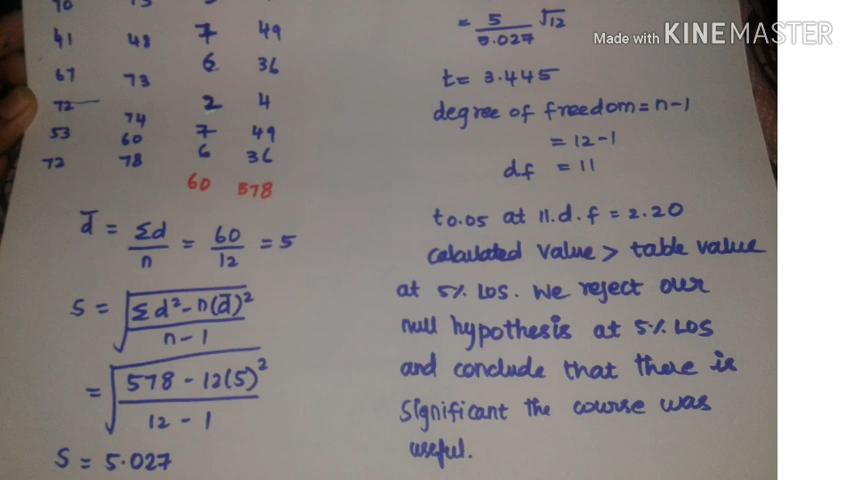 41 48 7 49
67 73 6 36
72 74 2 4
53 60 7 49
72 78 6 36
60 578
d̄ = Σd/n = 60/12 = 5
S = √((Σd² - n(d̄)²)/(n-1))
= √((578 - 12(5)²)/(12-1))
S = 5.027
= 5/5.027 √12
t = 3.445
degree of freedom = n-1
= 12-1
df = 11
t0.05 at 11.d.f = 2.20
calculated value > table value
at 5% LOS. We reject our
null hypothesis at 5% LOS
and conclude that there is
significant the course was
useful.
Made with KINEMASTER